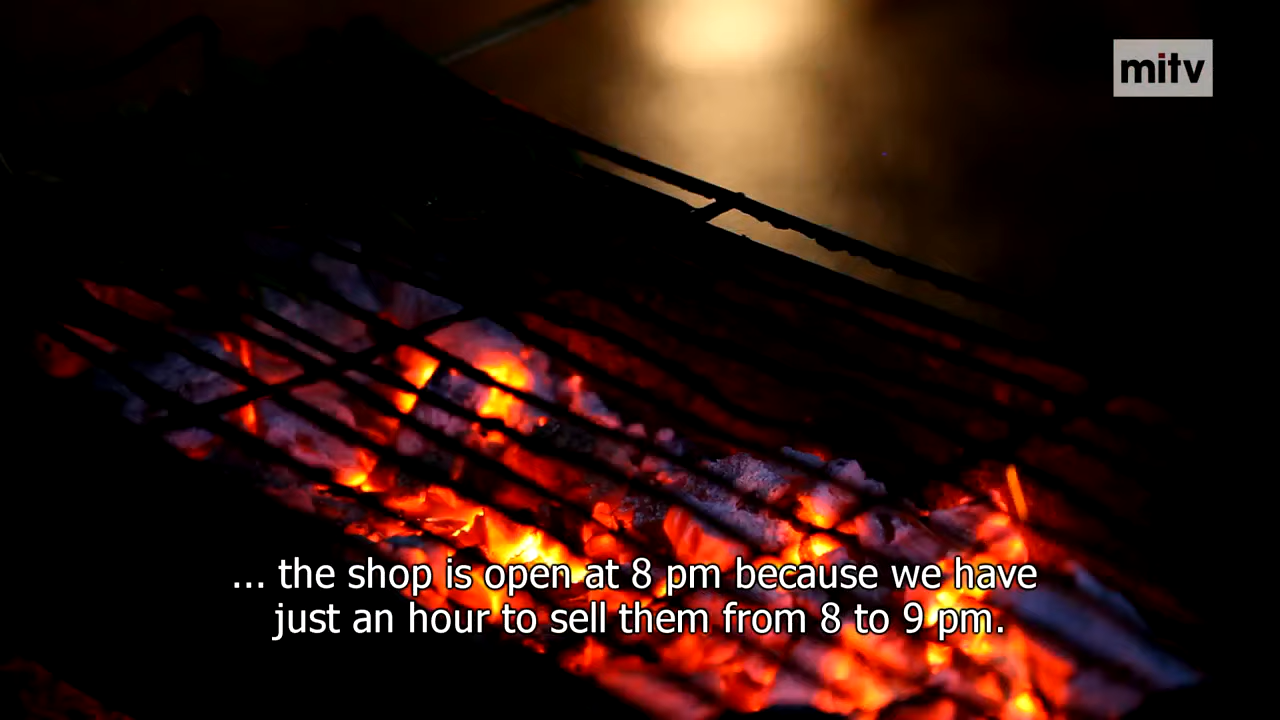 mitv
... the shop is open at 8 pm because we have
just an hour to sell them from 8 to 9 pm.